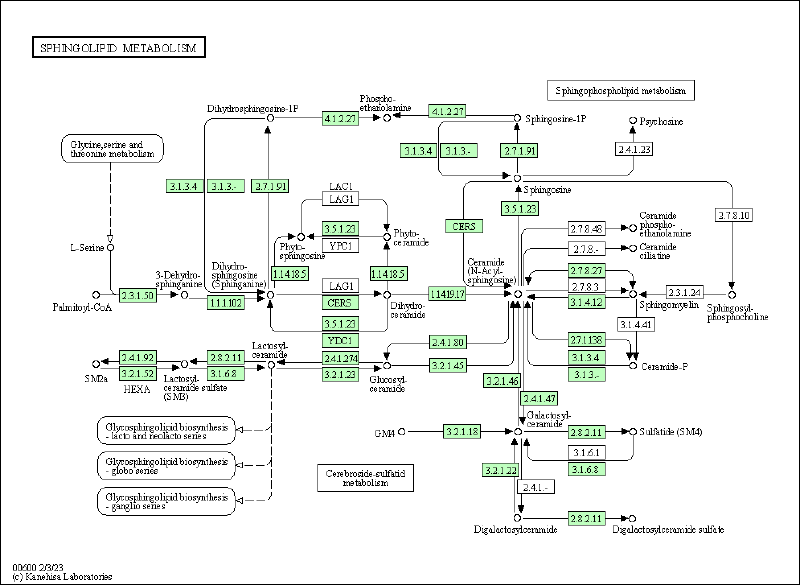 SPHINGOLIPID METABOLISM
Sphingophospholipid metabolism
Dihydrosphingosine-1P
4.1.2.27
Phospho-
ethanolamine
4.1.2.27
Sphingosine-1P
Psychosine
Glycine,serine and
threonine metabolism
3.1.3.4
3.1.3.-
2.7.1.91
3.1.3.4
3.1.3.-
2.7.1.91
2.4.1.23
LAC1
LAG1
Sphingosine
3.5.1.23
YPC1
Phyto-
sphingosine
Phyto-
ceramide
CERS
3.5.1.23
2.7.8.10
2.7.8.48
Ceramide
phospho-
ethanolamine
2.7.8.-
Ceramide
ciliatine
L-Serine
3-Dehydro-
sphinganine
Dihydro-
sphingosine
(Sphinganine)
1.14.18.5
1.14.18.5
Ceramide
(N-Acyl-
sphingosine)
2.7.8.27
2.7.8.3
3.1.4.12
Palmitoyl-CoA
2.3.1.50
1.1.1.102
LAG1
CERS
Dihydro-
ceramide
1.14.19.17
Sphingomyelin
2.3.1.24
Sphingosyl-
phosphocholine
3.5.1.23
YDC1
3.1.4.41
2.4.1.80
2.7.1.138
3.1.3.4
3.1.3.-
Ceramide-P
SM2a
2.4.1.92
3.2.1.52
HEXA
Lactosyl-
ceramide sulfate
(SM3)
2.8.2.11
3.1.6.8
Lactosyl-
ceramide
2.4.1.274
3.2.1.23
Glucosyl-
ceramide
3.2.1.45
3.2.1.46
2.4.1.47
Glycosphingolipid biosynthesis
- lacto and neolacto series
GM4
3.2.1.18
Galactosyl-
ceramide
2.8.2.11
Sulfatide (SM4)
3.1.6.1
3.1.6.8
Glycosphingolipid biosynthesis
- globo series
Cerebroside-sulfatid
metabolism
3.2.1.22
2.4.1.-
Glycosphingolipid biosynthesis
- ganglio series
Digalactosylceramide
2.8.2.11
Digalactosylceramide sulfate
00600 2/3/23
(c) Kanehisa Laboratories